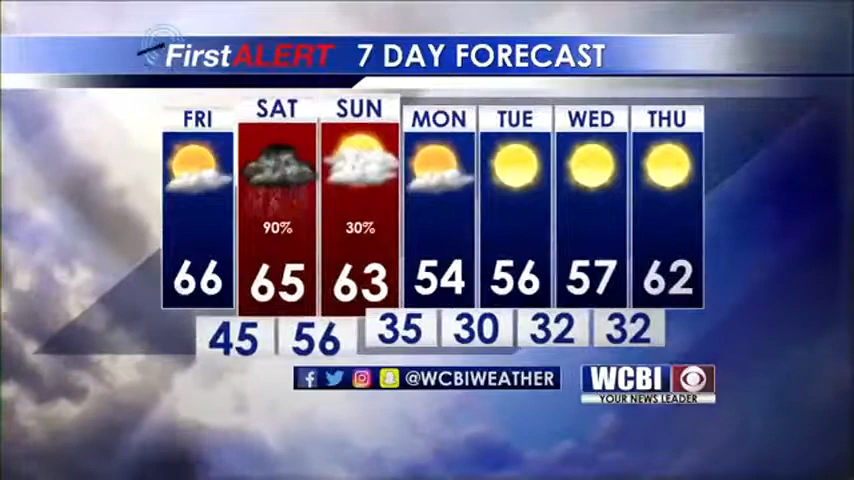 FirstALERT 7 DAY FORECAST
FRI SAT SUN MON TUE WED THU
90% 30%
66 65 63 54 56 57 62
45 56 35 30 32 32
@WCBIWEATHER
WCBI
YOUR NEWS LEADER